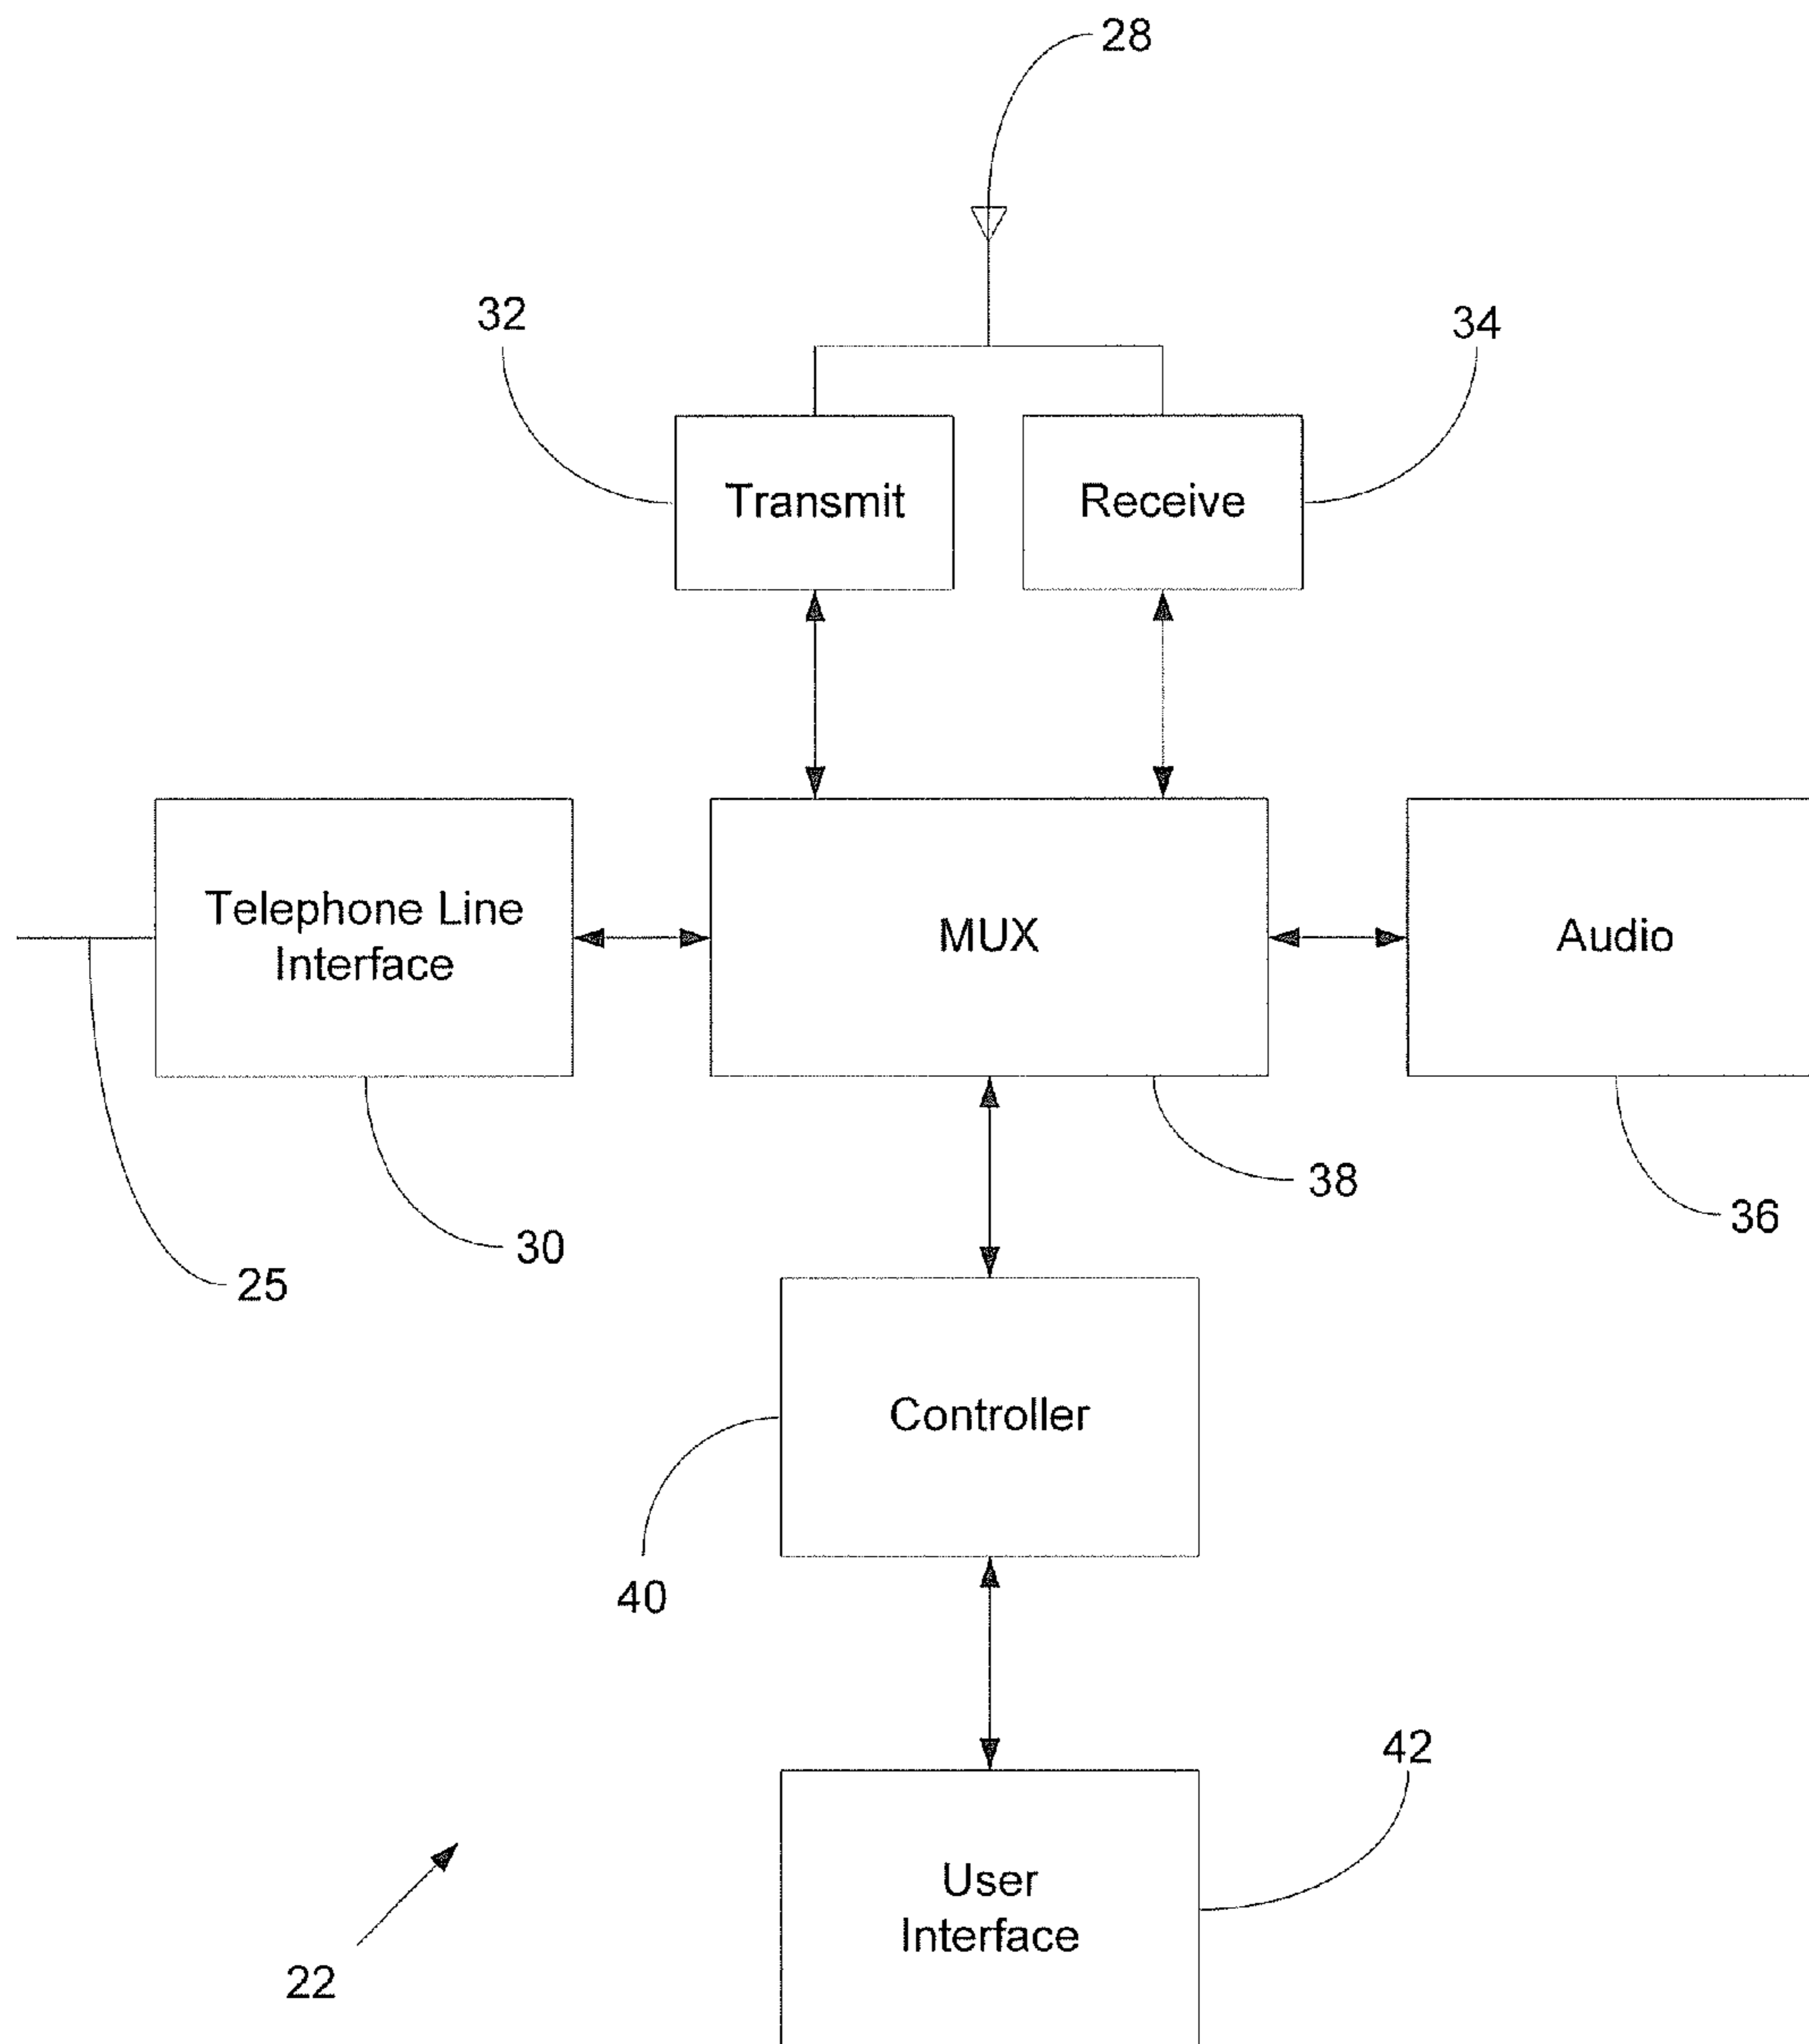 28
32
34
Transmit
Receive
Telephone Line
Interface
MUX
Audio
38
36
30
25
Controller
40
42
User
Interface
22